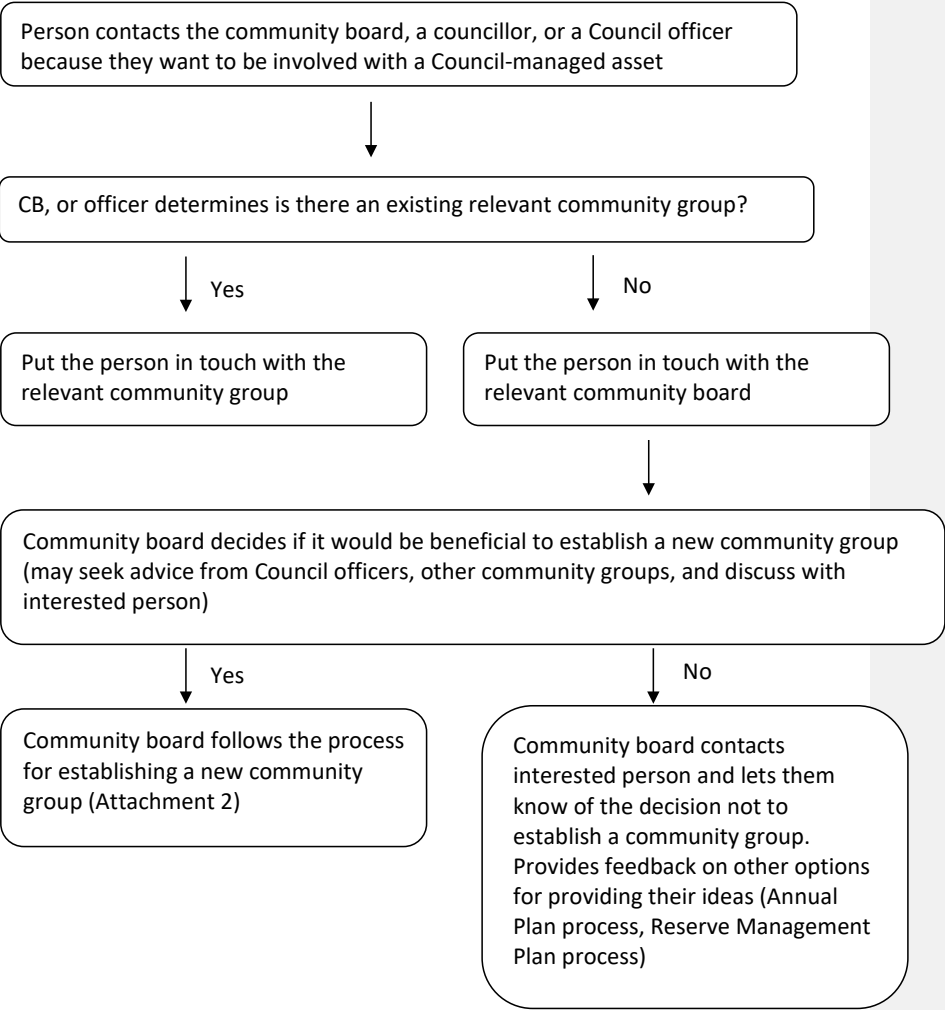 Person contacts the community board, a councillor, or a Council officer
because they want to be involved with a Council-managed asset
CB, or officer determines is there an existing relevant community group?
Yes
No
Put the person in touch with the
relevant community group
Put the person in touch with the
relevant community board
Community board decides if it would be beneficial to establish a new community group
(may seek advice from Council officers, other community groups, and discuss with
interested person)
Yes
No
Community board follows the process
for establishing a new community
group (Attachment 2)
Community board contacts
interested person and lets them
know of the decision not to
establish a community group.
Provides feedback on other options
for providing their ideas (Annual
Plan process, Reserve Management
Plan process)